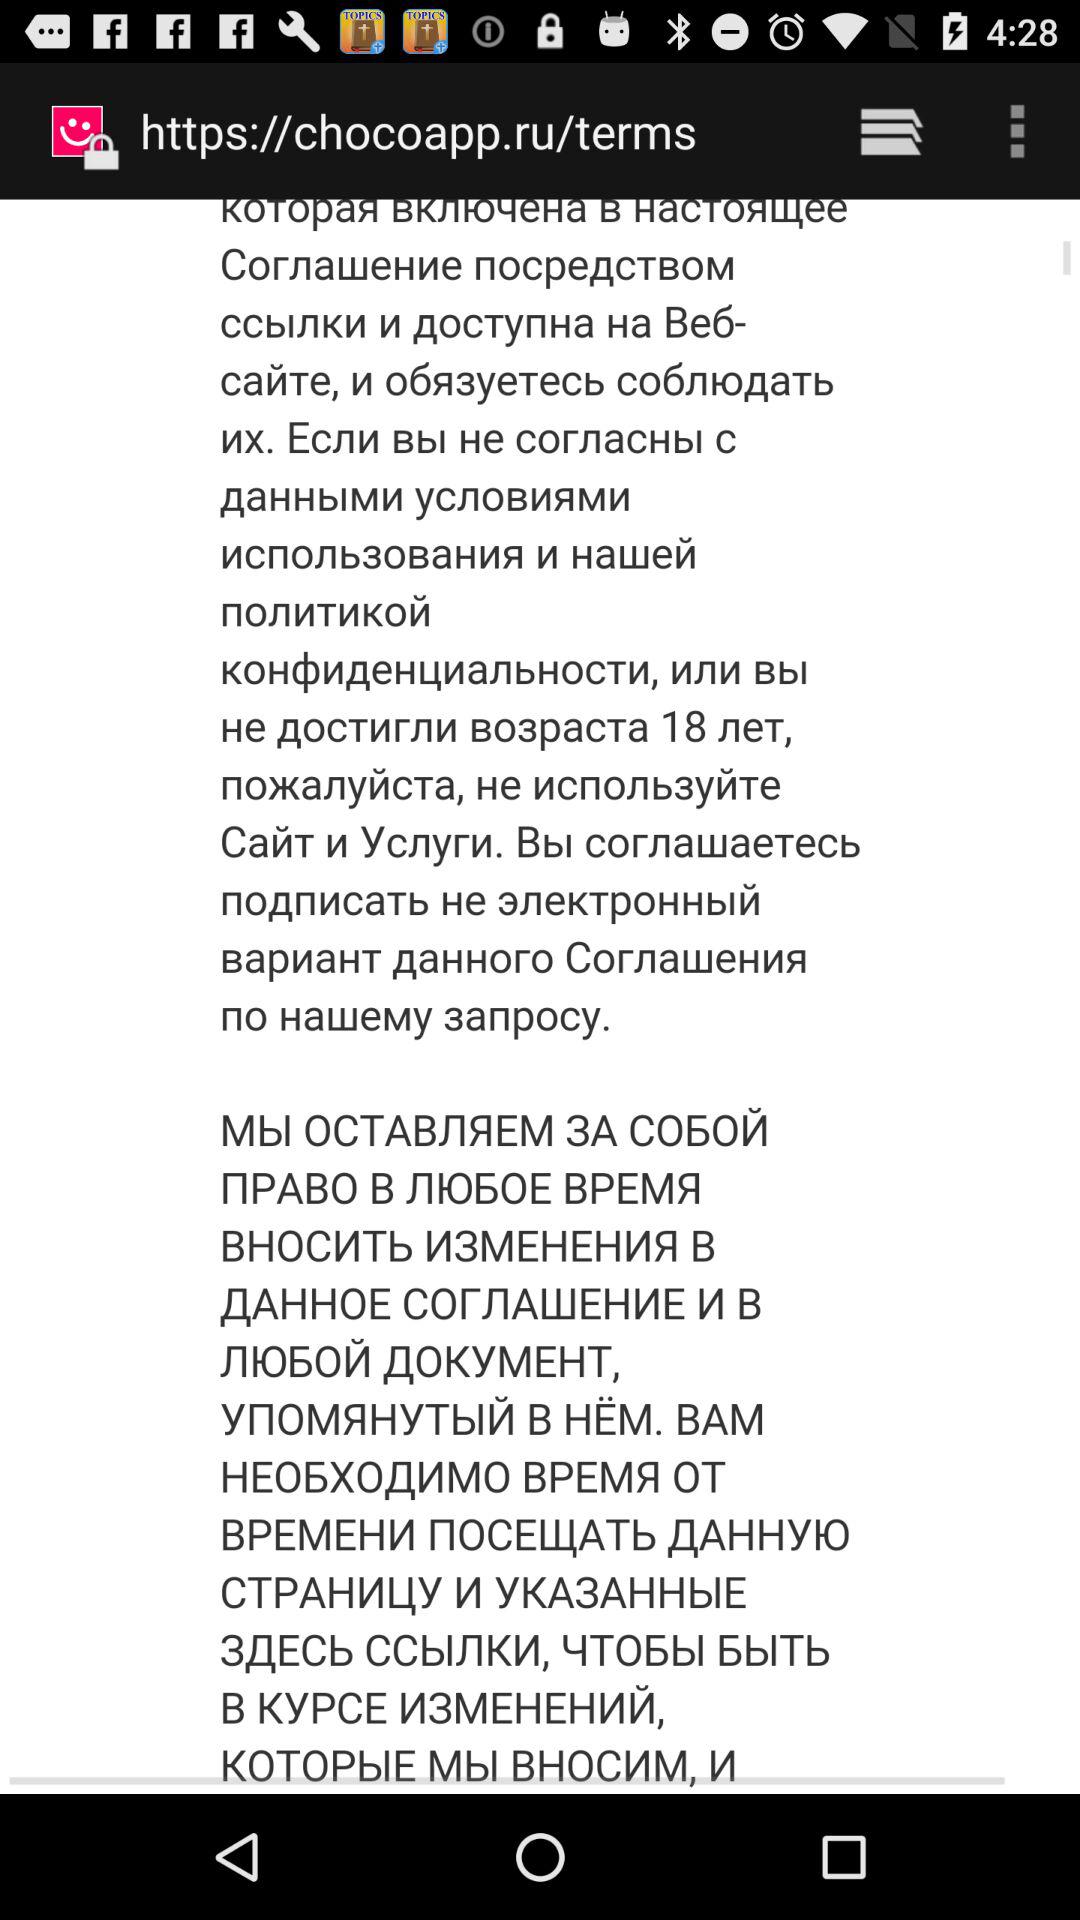 TOPICS TOPICS 4:28
https://chocoapp.ru/terms
которая включена в настоящее
Соглашение посредством
ссылки и доступна на Веб-
сайте, и обязуетесь соблюдать
их. Если вы не согласны с
данными условиями
использования и нашей
политикой
конфиденциальности, или вы
не достигли возраста 18 лет,
пожалуйста, не используйте
Сайт и Услуги. Вы соглашаетесь
подписать не электронный
вариант данного Соглашения
по нашему запросу.
МЫ ОСТАВЛЯЕМ ЗА СОБОЙ
ПРАВО В ЛЮБОЕ ВРЕМЯ
ВНОСИТЬ ИЗМЕНЕНИЯ В
ДАННОЕ СОГЛАШЕНИЕ И В
ЛЮБОЙ ДОКУМЕНТ,
УПОМЯНУТЫЙ В НЁМ. ВАМ
НЕОБХОДИМО ВРЕМЯ ОТ
ВРЕМЕНИ ПОСЕЩАТЬ ДАННУЮ
СТРАНИЦУ И УКАЗАННЫЕ
ЗДЕСЬ ССЫЛКИ, ЧТОБЫ БЫТЬ
В КУРСЕ ИЗМЕНЕНИЙ,
КОТОРЫЕ МЫ ВНОСИМ, И